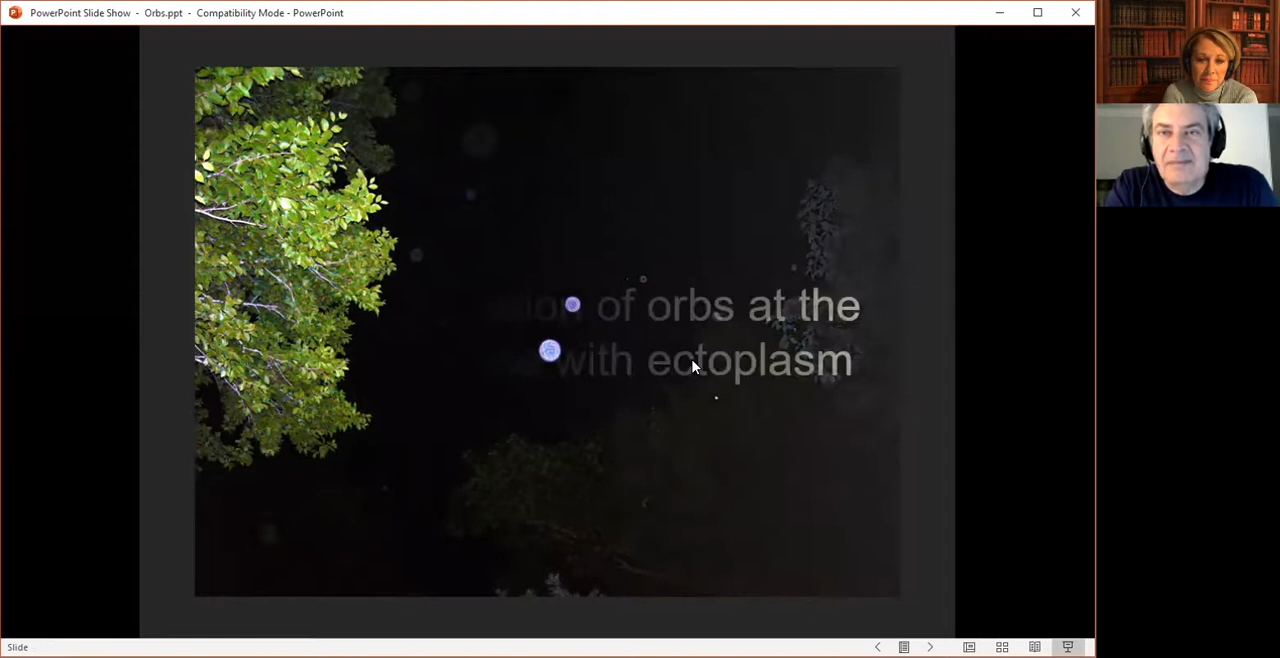 PowerPoint Slide Show - Orbs.ppt - Compatibility Mode - PowerPoint
of orbs at the
with ectoplasm
Slide